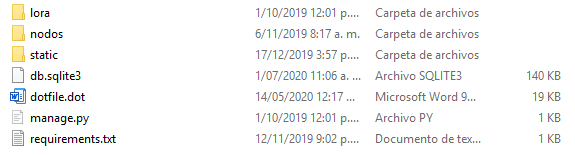 lora 1/10/2019 12:01 p.... Carpeta de archivos
nodos 6/11/2019 8:17 a. m. Carpeta de archivos
static 17/12/2019 3:57 p.... Carpeta de archivos
db.sqlite3 1/07/2020 11:06 a. ... Archivo SQLITE3 140 KB
dotfile.dot 14/05/2020 12:17 ... Microsoft Word 9... 19 KB
manage.py 1/10/2019 12:01 p.... Archivo PY 1 KB
requirements.txt 12/11/2019 9:02 p.... Documento de tex... 1 KB